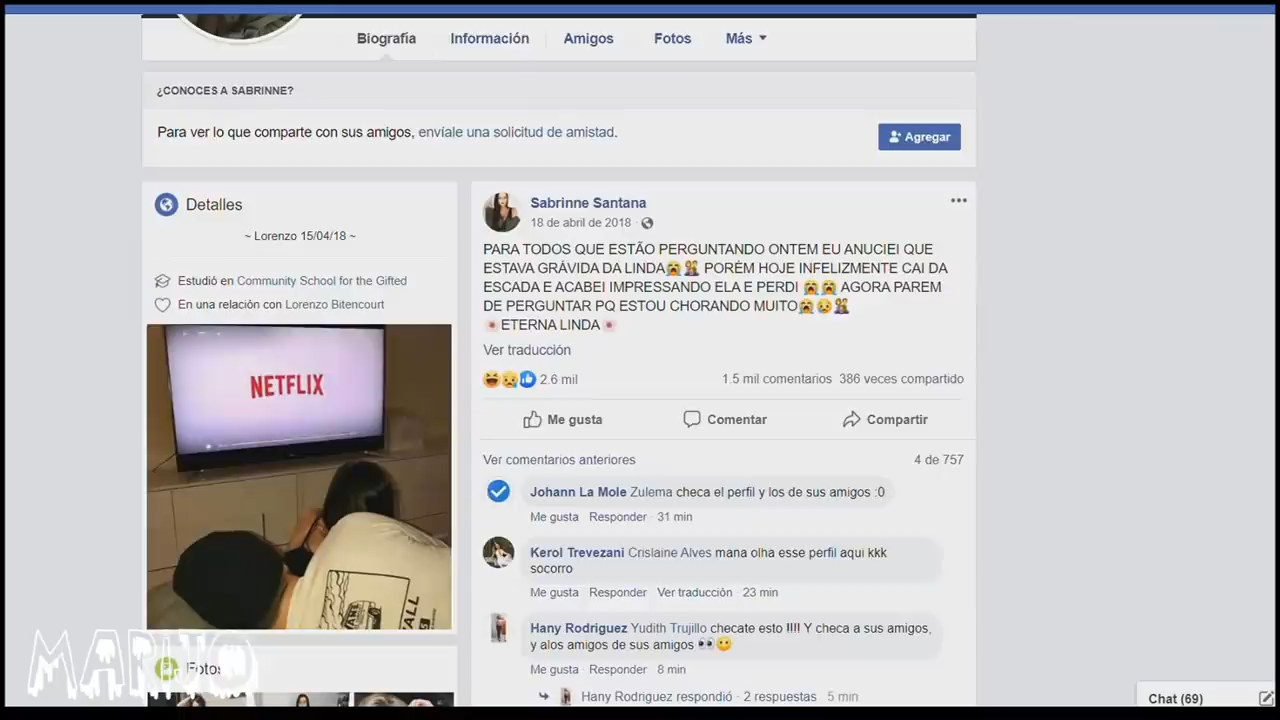 Biografía Información Amigos Fotos Más
¿CONOCES A SABRINNE?
Para ver lo que comparte con sus amigos, envíale una solicitud de amistad.
Agregar
Detalles
~ Lorenzo 15/04/18 ~
Estudió en Community School for the Gifted
En una relación con Lorenzo Bitencourt
NETFLIX
VANS
ALL
Fotos
MARIJO
Sabrinne Santana
18 de abril de 2018
PARA TODOS QUE ESTÃO PERGUNTANDO ONTEM EU ANUCIEI QUE
ESTAVA GRÁVIDA DA LINDA😭🤱 PORÉM HOJE INFELIZMENTE CAI DA
ESCADA E ACABEI IMPRESSANDO ELA E PERDI 😭😭 AGORA PAREM
DE PERGUNTAR PQ ESTOU CHORANDO MUITO😭😥🤱
🌸ETERNA LINDA🌸
Ver traducción
2.6 mil 1.5 mil comentarios 386 veces compartido
Me gusta Comentar Compartir
Ver comentarios anteriores 4 de 757
Johann La Mole Zulema checa el perfil y los de sus amigos :0
Me gusta Responder · 31 min
Kerol Trevezani Crislaine Alves mana olha esse perfil aqui kkk
socorro
Me gusta Responder Ver traducción · 23 min
Hany Rodriguez Yudith Trujillo checate esto !!!! Y checa a sus amigos,
y alos amigos de sus amigos 👀😶
Me gusta · Responder · 8 min
Hany Rodriguez respondió · 2 respuestas 5 min
Chat (69)